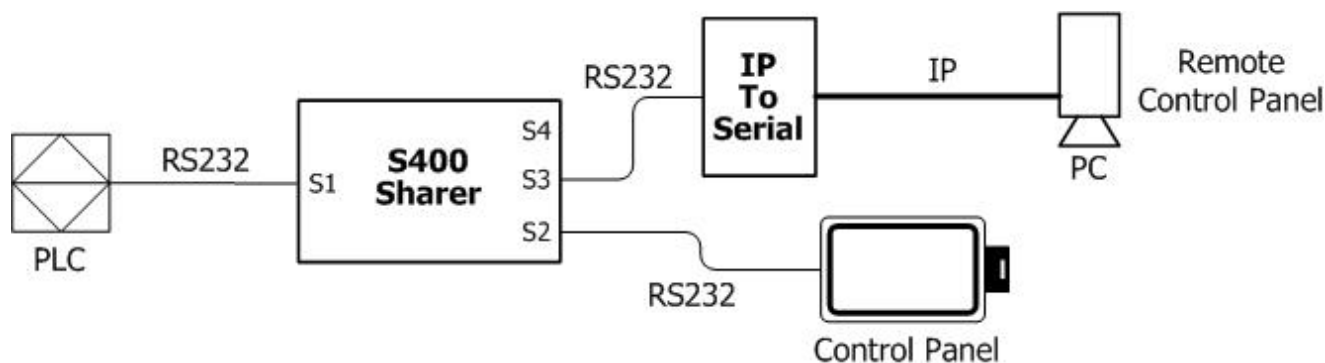 PLC
RS232
S1
S400
Sharer
S4
S3
S2
RS232
IP
To
Serial
IP
PC
Remote
Control Panel
RS232
Control Panel